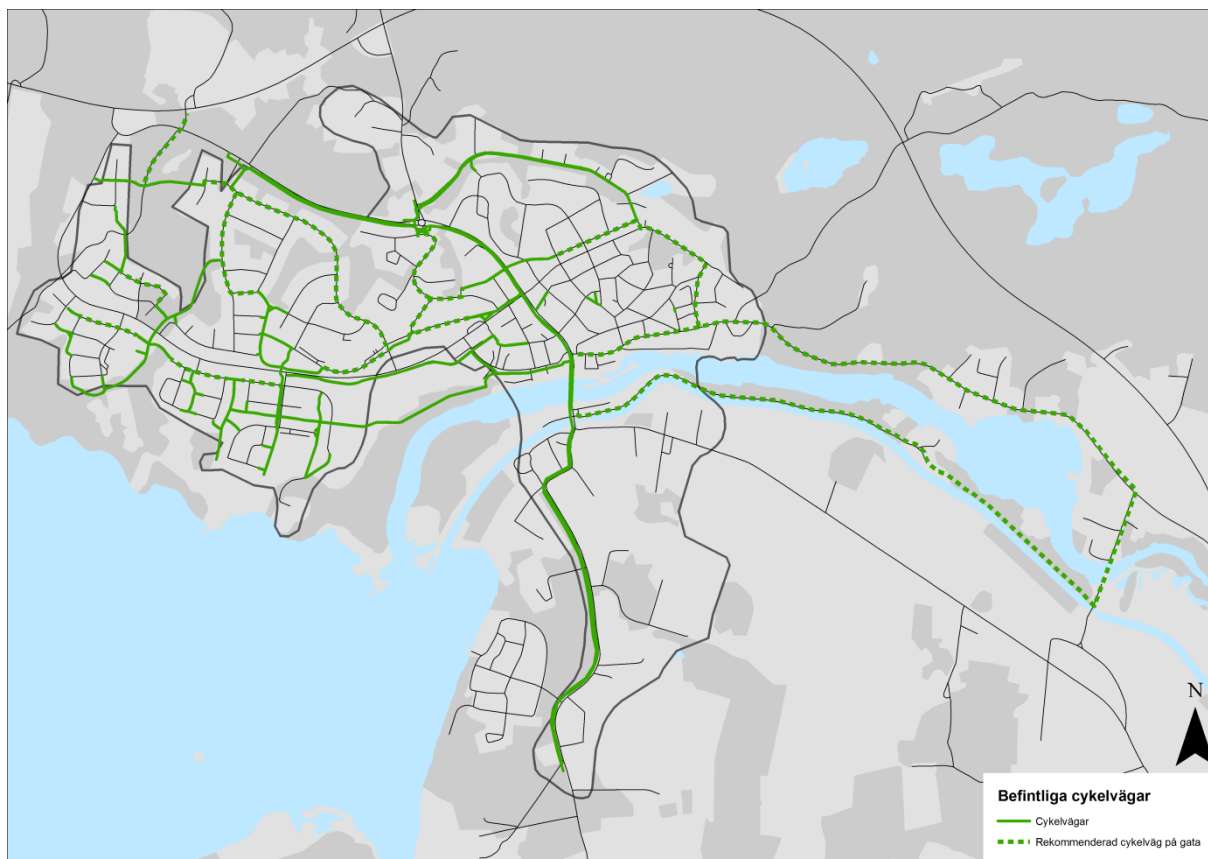 N
Befintliga cykelvägar
Cykelvägar
Rekommenderad cykelväg på gata